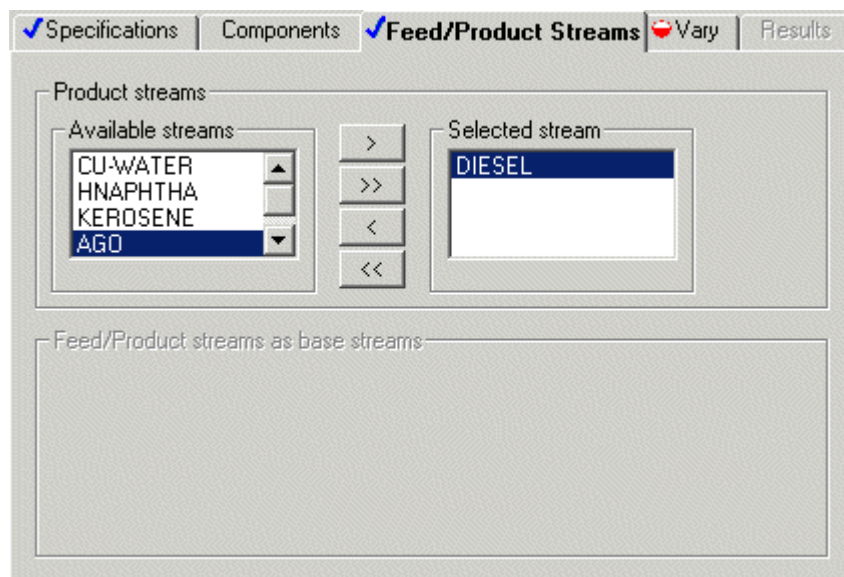 Specifications Components Feed/Product Streams Vary Results
Product streams
Available streams
CU-WATER
HNAPHTHA
KEROSENE
AGO
>
>>
<
<<
Selected stream
DIESEL
Feed/Product streams as base streams